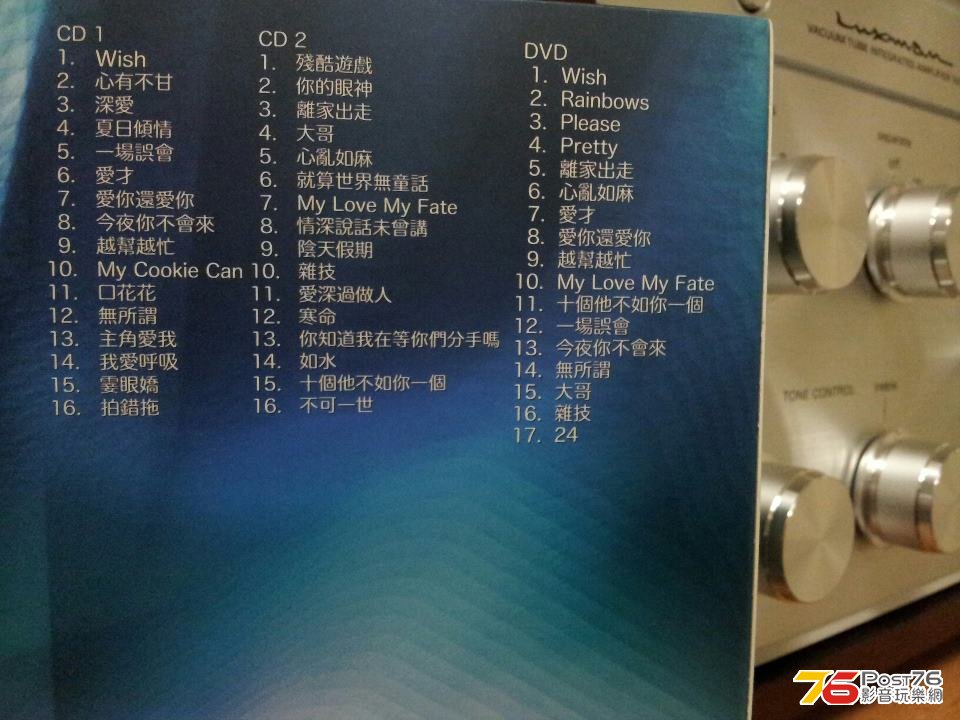 CD 1
1. Wish
2. 心有不甘
3. 深愛
4. 夏日傾情
5. 一場誤會
6. 愛才
7. 愛你還愛你
8. 今夜你不會來
9. 越幫越忙
10. My Cookie Can
11. 口花花
12. 無所謂
13. 主角愛我
14. 我愛呼吸
15. 霎眼嬌
16. 拍錯拖
CD 2
1. 殘酷遊戲
2. 你的眼神
3. 離家出走
4. 大哥
5. 心亂如麻
6. 就算世界無童話
7. My Love My Fate
8. 情深說話未曾講
9. 陰天假期
10. 雜技
11. 愛深過做人
12. 寒命
13. 你知道我在等你們分手嗎
14. 如水
15. 十個他不如你一個
16. 不可一世
DVD
1. Wish
2. Rainbows
3. Please
4. Pretty
5. 離家出走
6. 心亂如麻
7. 愛才
8. 愛你還愛你
9. 越幫越忙
10. My Love My Fate
11. 十個他不如你一個
12. 一場誤會
13. 今夜你不會來
14. 無所謂
15. 大哥
16. 雜技
17. 24
Luxman
VACUUM TUBE INTEGRATED AMPLIFIER
SPEAKERS
off
TONE CONTROL
76 Post76
影音玩樂網